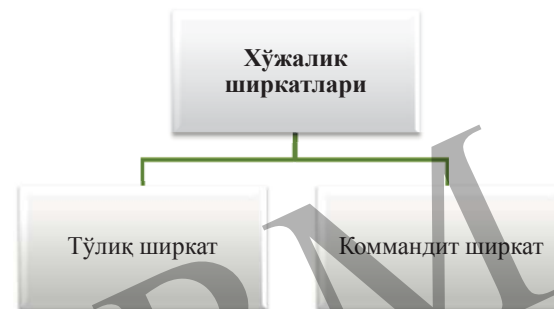 Хўжалик
ширкатлари
Тўлиқ ширкат
Коммандит ширкат